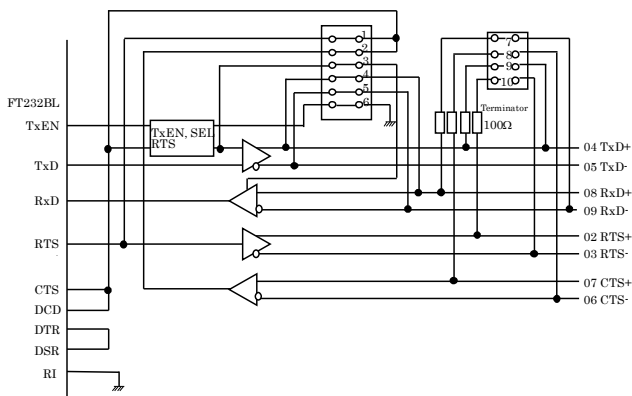 1
2
3
4
5
6
7
8
9
10
FT232BL
TxEN
TxEN, SEL
RTS
Terminator
100Ω
TxD
RxD
RTS
CTS
DCD
DTR
DSR
RI
04 TxD+
05 TxD-
08 RxD+
09 RxD-
02 RTS+
03 RTS-
07 CTS+
06 CTS-